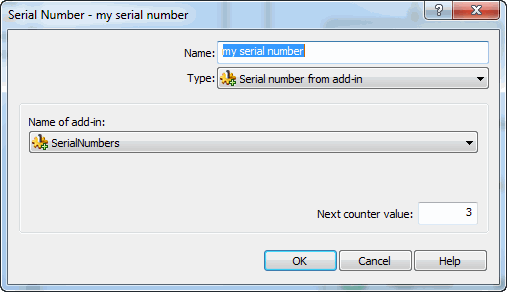 Serial Number - my serial number
Name: my serial number
Type: Serial number from add-in
Name of add-in:
SerialNumbers
Next counter value: 3
OK Cancel Help